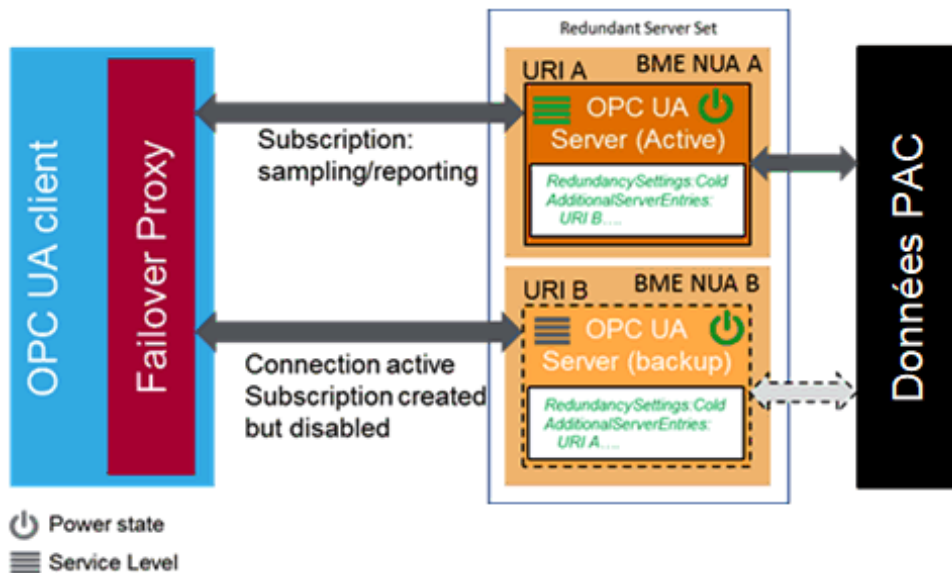 OPC UA client
Failover Proxy
Subscription:
sampling/reporting
Connection active
Subscription created
but disabled
Redundant Server Set
URI A
BME NUA A
OPC UA
Server (Active)
RedundancySettings:Cold
AdditionalServerEntries:
URI B....
URI B
BME NUA B
OPC UA
Server (backup)
RedundancySettings:Cold
AdditionalServerEntries:
URI A....
Données PAC
Power state
Service Level